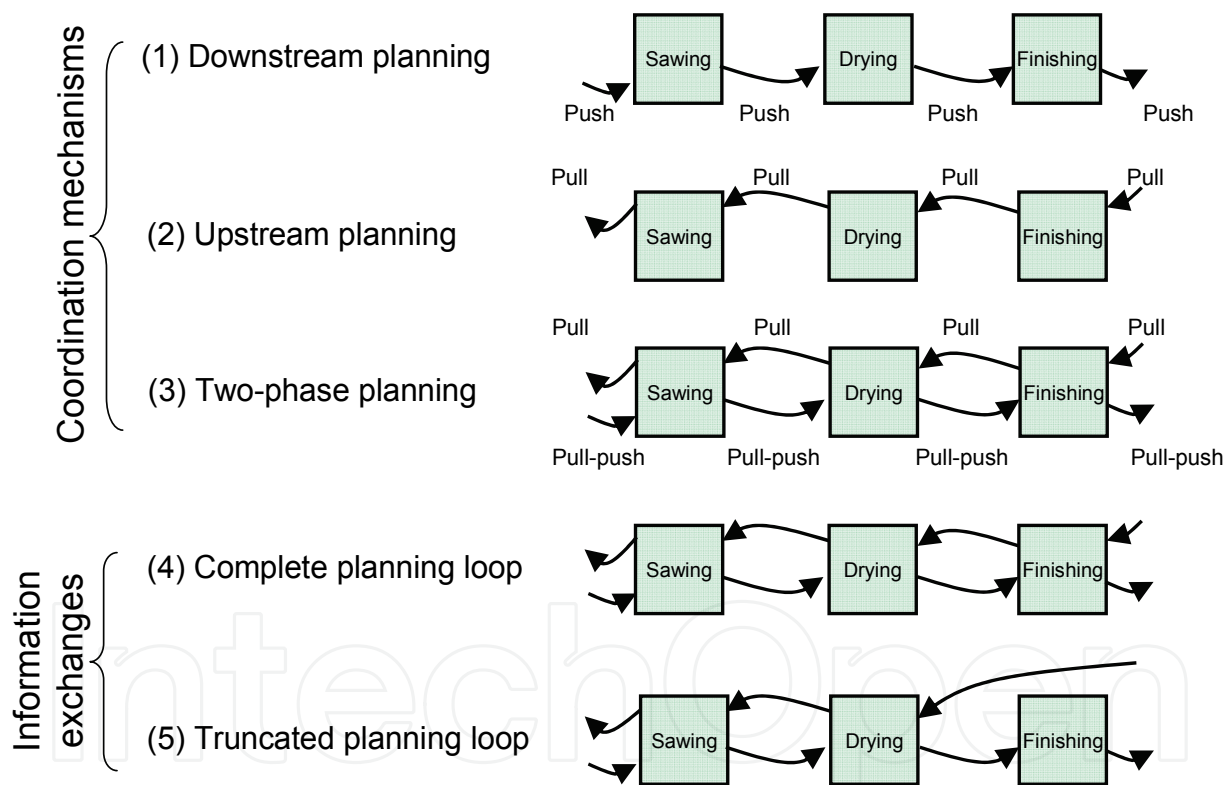 Coordination mechanisms
(1) Downstream planning
Sawing
Drying
Finishing
Push
Push
Push
Push
(2) Upstream planning
Pull
Pull
Pull
Pull
Sawing
Drying
Finishing
(3) Two-phase planning
Pull
Pull
Pull
Pull
Sawing
Drying
Finishing
Pull-push
Pull-push
Pull-push
Pull-push
Information
exchanges
(4) Complete planning loop
Sawing
Drying
Finishing
(5) Truncated planning loop
Sawing
Drying
Finishing
IntechOpen